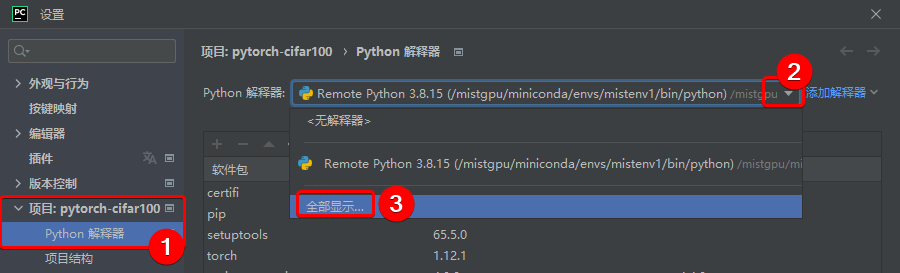 PC 设置
项目: pytorch-cifar100 › Python 解释器
外观与行为
按键映射
编辑器
插件
版本控制
项目: pytorch-cifar100
Python 解释器
1
项目结构
Python 解释器: Remote Python 3.8.15 (/mistgpu/miniconda/envs/mistenv1/bin/python) /mistgpu 添加解释器
2
<无解释器>
Remote Python 3.8.15 (/mistgpu/miniconda/envs/mistenv1/bin/python) /mistgpu/mi
全部显示...
3
软件包
certifi
pip
setuptools 65.5.0
torch 1.12.1